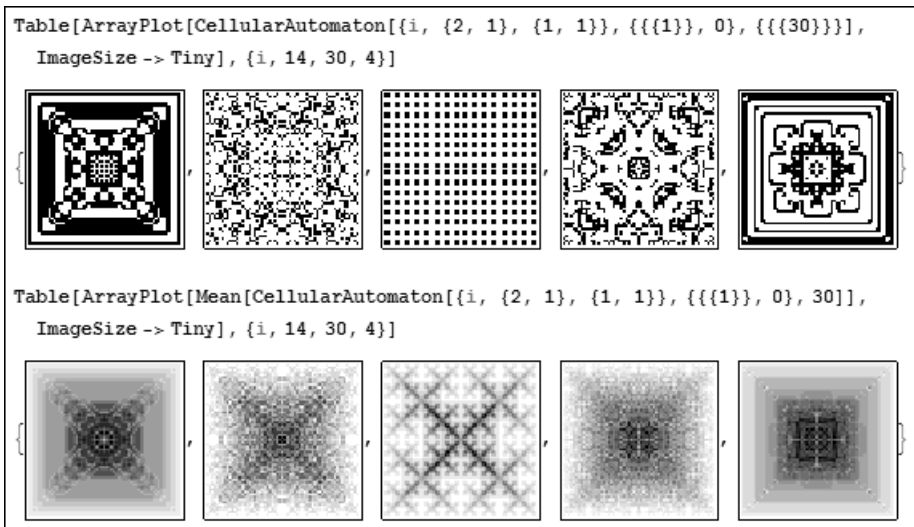 Table[ArrayPlot[CellularAutomaton[{i, {2, 1}, {1, 1}}, {{{1}}, 0}, {{{30}}}],
ImageSize -> Tiny], {i, 14, 30, 4}]
{ , , , , }
Table[ArrayPlot[Mean[CellularAutomaton[{i, {2, 1}, {1, 1}}, {{{1}}, 0}, 30]],
ImageSize -> Tiny], {i, 14, 30, 4}]
{ , , , , }